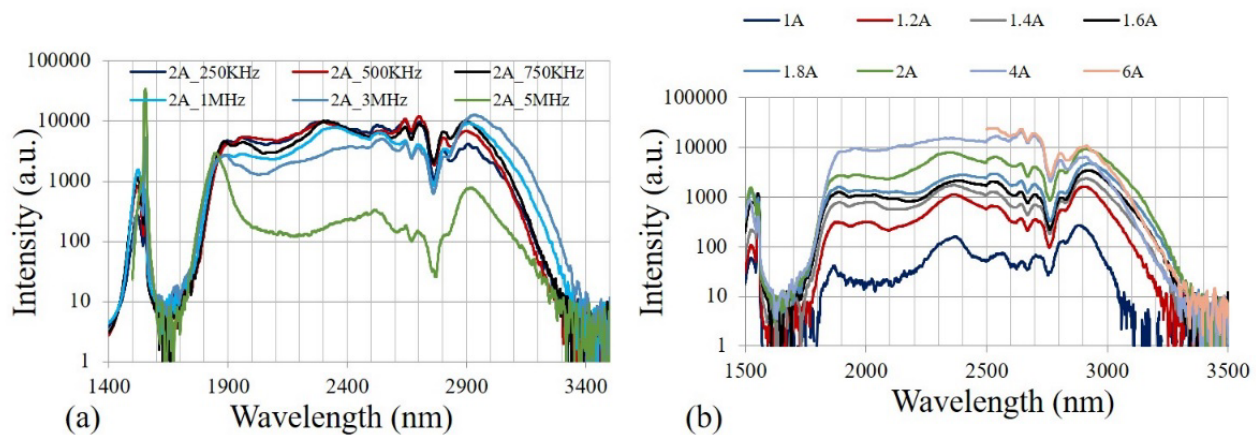 1A 1.2A 1.4A 1.6A
1.8A 2A 4A 6A
2A_250KHz 2A_500KHz 2A_750KHz
2A_1MHz 2A_3MHz 2A_5MHz
Intensity (a.u.)
100000
10000
1000
100
10
1
1400 1900 2400 2900 3400
Wavelength (nm)
(a)
Intensity (a.u.)
100000
10000
1000
100
10
1
1500 2000 2500 3000 3500
Wavelength (nm)
(b)